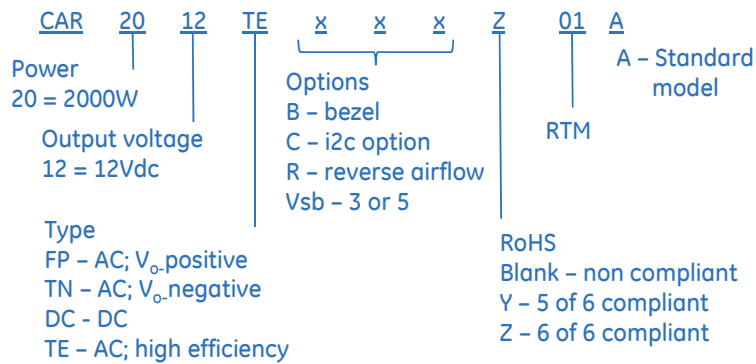 CAR 20 12 TE x x x Z 01 A
Power
20 = 2000W
Output voltage
12 = 12Vdc
Type
FP – AC; Vo-positive
TN – AC; Vo-negative
DC - DC
TE – AC; high efficiency
Options
B – bezel
C – i2c option
R – reverse airflow
Vsb – 3 or 5
RoHS
Blank – non compliant
Y – 5 of 6 compliant
Z – 6 of 6 compliant
RTM
A – Standard
model